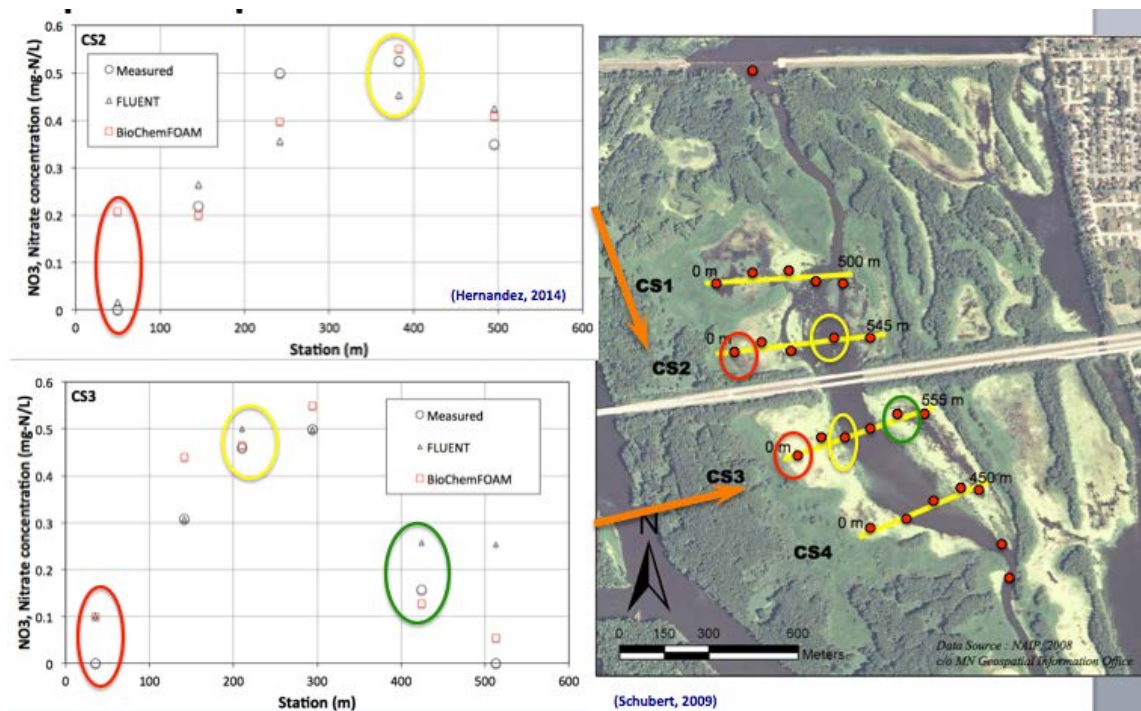 0.6
CS2
0.5
Measured
0.4
FLUENT
BioChemFOAM
0.3
0.2
0.1
(Hernandez, 2014)
0
0 100 200 300 400 500 600
Station (m)
NO3, Nitrate concentration (mg-N/L)
0.6
CS3
Measured
0.5
FLUENT
0.4
BioChemFOAM
0.3
0.2
0.1
0
0 100 200 300 400 500 600
Station (m)
NO3, Nitrate concentration (mg-N/L)
0 m 500 m
CS1
0 m 545 m
CS2
555 m
0 m
CS3
450 m
0 m
CS4
N
0 150 300 600
Meters
Data Source : NAIP, 2008
c/o MN Geospatial Information Office
(Schubert, 2009)